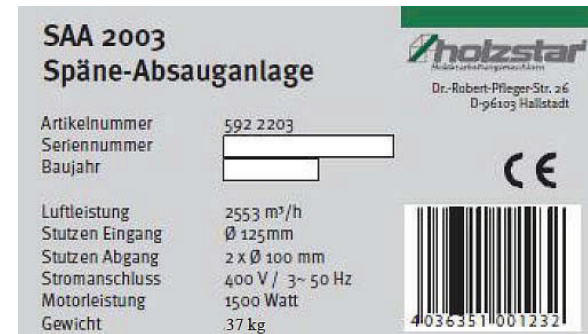 SAA 2003
Späne-Absauganlage
holzstar
Holzbearbeitungsmaschinen
Dr.-Robert-Pfleger-Str. 26
D-96103 Hallstadt
Artikelnummer 592 2203
Seriennummer
Baujahr
CE
Luftleistung 2553 m³/h
Stutzen Eingang Ø 125mm
Stutzen Abgang 2 x Ø 100 mm
Stromanschluss 400 V / 3~ 50 Hz
Motorleistung 1500 Watt
Gewicht 37 kg
4 036351 001232